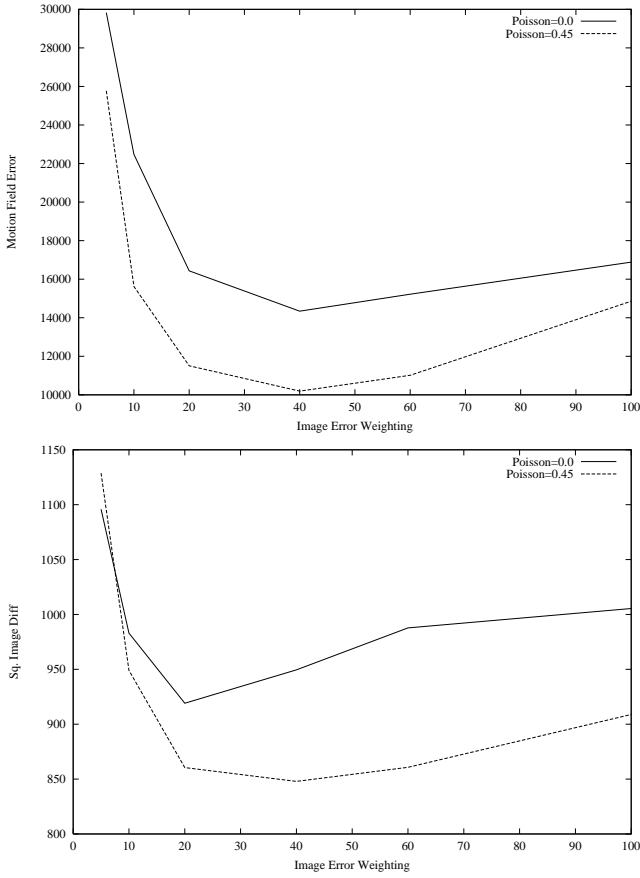 30000
28000
26000
24000
22000
20000
18000
16000
14000
12000
10000
Motion Field Error
Poisson=0.0
Poisson=0.45
0 10 20 30 40 50 60 70 80 90 100
Image Error Weighting
1150
1100
1050
1000
950
900
850
800
Sq. Image Diff
Poisson=0.0
Poisson=0.45
0 10 20 30 40 50 60 70 80 90 100
Image Error Weighting